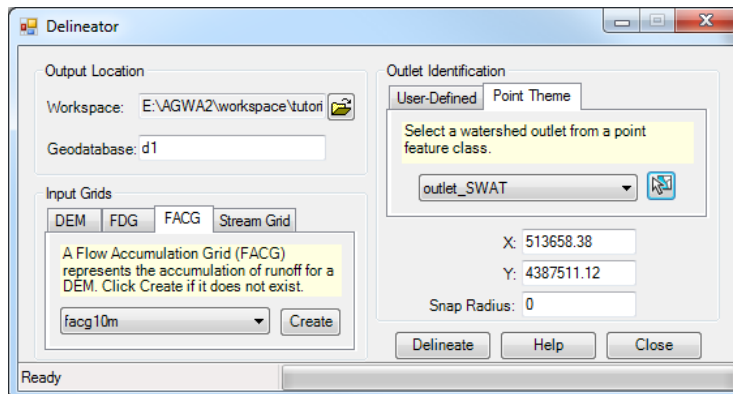 Delineator
Output Location
Workspace: E:\AGWA2\workspace\tutori
Geodatabase: d1
Input Grids
DEM FDG FACG Stream Grid
A Flow Accumulation Grid (FACG)
represents the accumulation of runoff for a
DEM. Click Create if it does not exist.
facg10m Create
Outlet Identification
User-Defined Point Theme
Select a watershed outlet from a point
feature class.
outlet_SWAT
X: 513658.38
Y: 4387511.12
Snap Radius: 0
Delineate Help Close
Ready